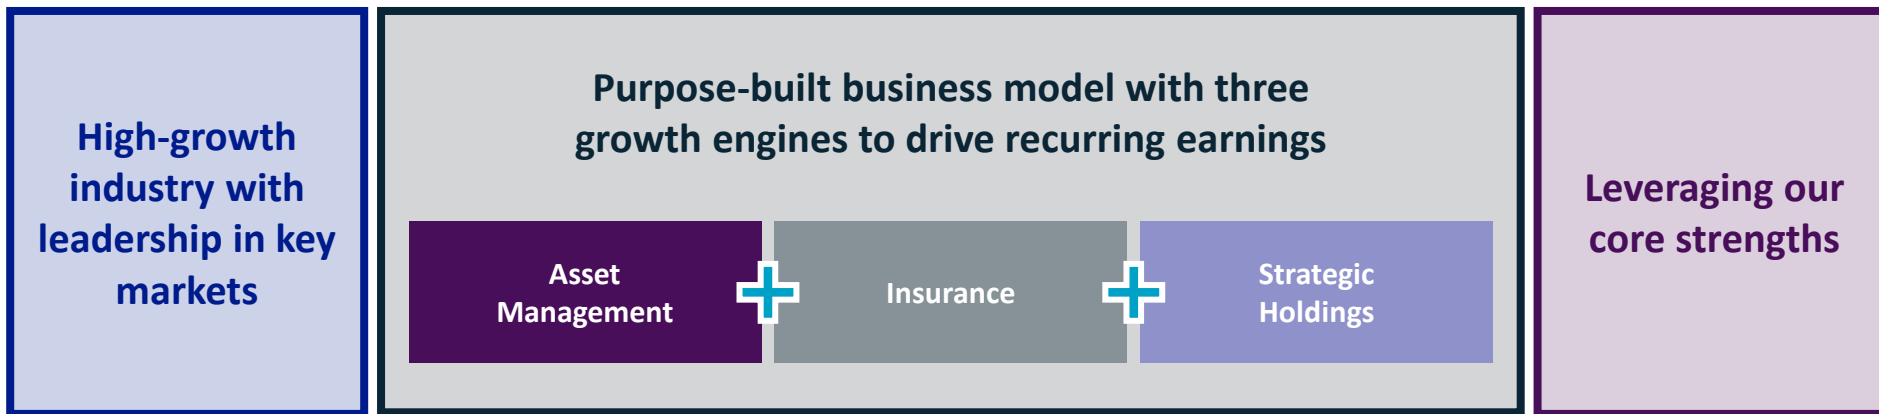 High-growth
industry with
leadership in key
markets
Purpose-built business model with three
growth engines to drive recurring earnings
Asset
Management
Insurance
Strategic
Holdings
Leveraging our
core strengths